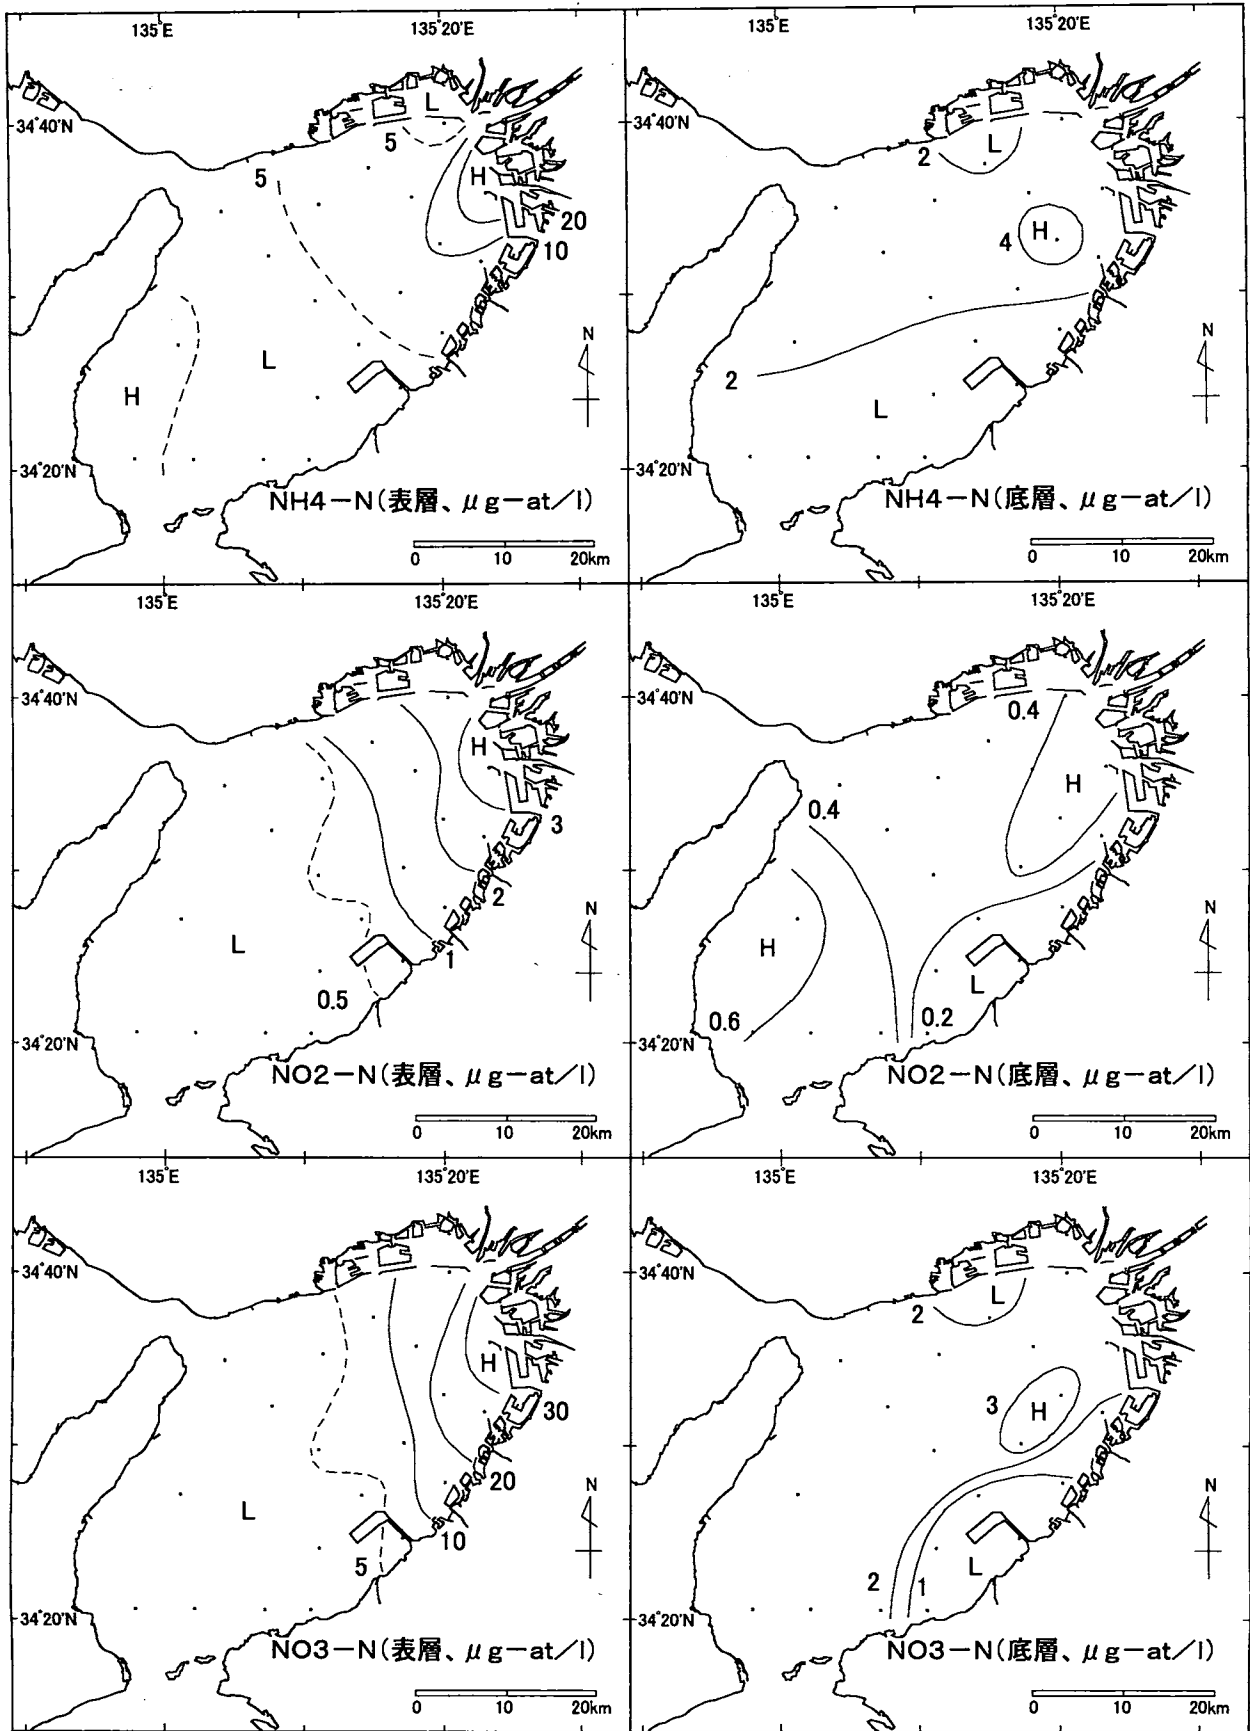 135°E
135°20'E
34°40'N
L
5
5
H
20
10
L
H
N
34°20'N
NH4-N(表層、μg-at/l)
0 10 20km
135°E
135°20'E
34°40'N
L
2
H
4
2
L
N
34°20'N
NH4-N(底層、μg-at/l)
0 10 20km
135°E
135°20'E
34°40'N
H
3
2
N
L
1
0.5
34°20'N
NO2-N(表層、μg-at/l)
0 10 20km
135°E
135°20'E
34°40'N
0.4
H
0.4
N
H
L
0.6
0.2
34°20'N
NO2-N(底層、μg-at/l)
0 10 20km
135°E
135°20'E
34°40'N
H
30
20
N
L
10
5
34°20'N
NO3-N(表層、μg-at/l)
0 10 20km
135°E
135°20'E
34°40'N
L
2
3
H
N
L
2
1
34°20'N
NO3-N(底層、μg-at/l)
0 10 20km